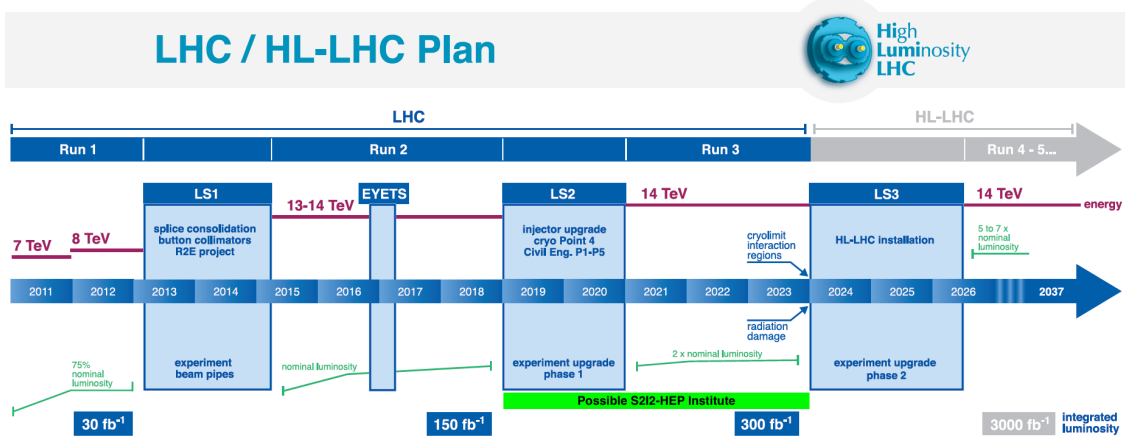 LHC / HL-LHC Plan
High
Luminosity
LHC
LHC
HL-LHC
Run 1
Run 2
Run 3
Run 4 - 5...
LS1
EYETS
LS2
LS3
13-14 TeV
14 TeV
14 TeV
energy
7 TeV
8 TeV
splice consolidation
button collimators
R2E project
injector upgrade
cryo Point 4
Civil Eng. P1-P5
cryolimit
interaction
regions
HL-LHC installation
5 to 7 x
nominal
luminosity
2011
2012
2013
2014
2015
2016
2017
2018
2019
2020
2021
2022
2023
2024
2025
2026
2037
radiation
damage
75%
nominal
luminosity
experiment
beam pipes
nominal luminosity
experiment upgrade
phase 1
2 x nominal luminosity
experiment upgrade
phase 2
Possible S2I2-HEP Institute
30 fb-1
150 fb-1
300 fb-1
3000 fb-1
integrated
luminosity